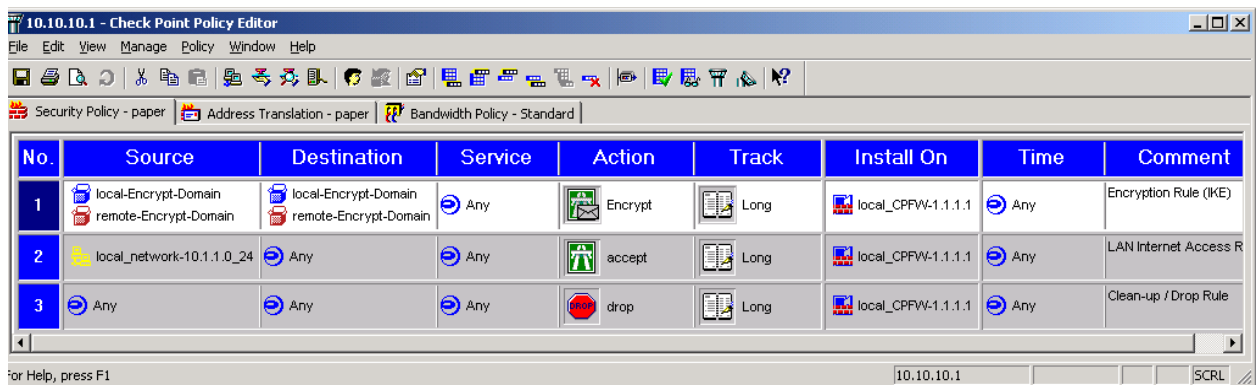 10.10.10.1 - Check Point Policy Editor
File Edit View Manage Policy Window Help
Security Policy - paper Address Translation - paper Bandwidth Policy - Standard
No. Source Destination Service Action Track Install On Time Comment
1 local-Encrypt-Domain local-Encrypt-Domain Any Encrypt Long local_CPFW-1.1.1.1 Any Encryption Rule (IKE)
remote-Encrypt-Domain remote-Encrypt-Domain
2 local_network-10.1.1.0_24 Any Any accept Long local_CPFW-1.1.1.1 Any LAN Internet Access R
3 Any Any Any DROP drop Long local_CPFW-1.1.1.1 Any Clean-up / Drop Rule
For Help, press F1 10.10.10.1 SCRL